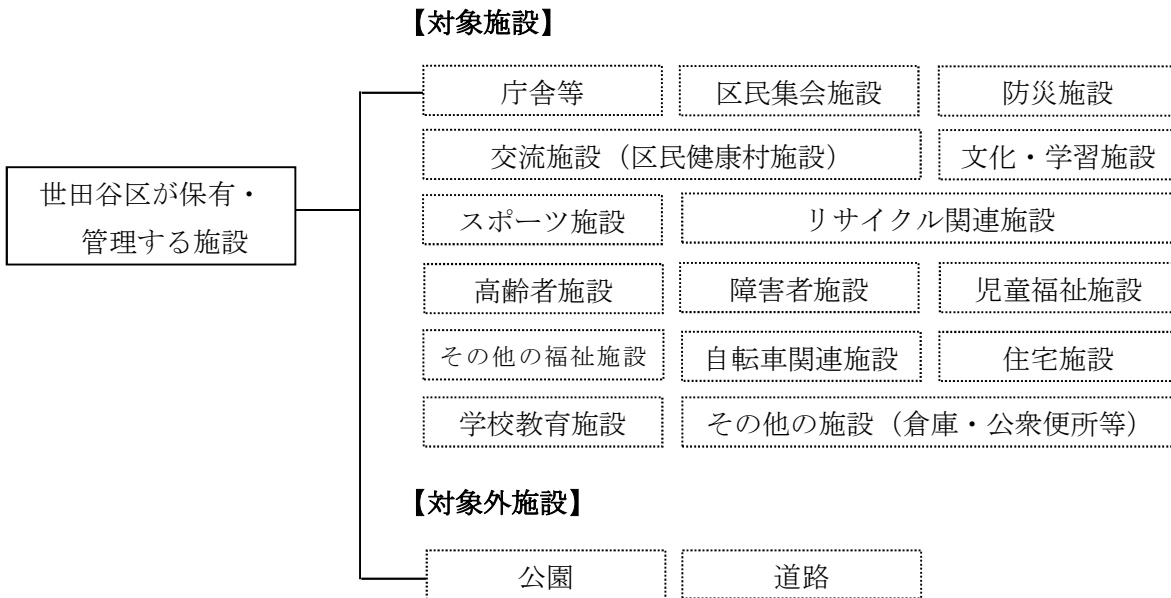 【対象施設】
庁舎等
区民集会施設
防災施設
交流施設（区民健康村施設）
文化・学習施設
世田谷区が保有・
管理する施設
スポーツ施設
リサイクル関連施設
高齢者施設
障害者施設
児童福祉施設
その他の福祉施設
自転車関連施設
住宅施設
学校教育施設
その他の施設（倉庫・公衆便所等）
【対象外施設】
公園
道路